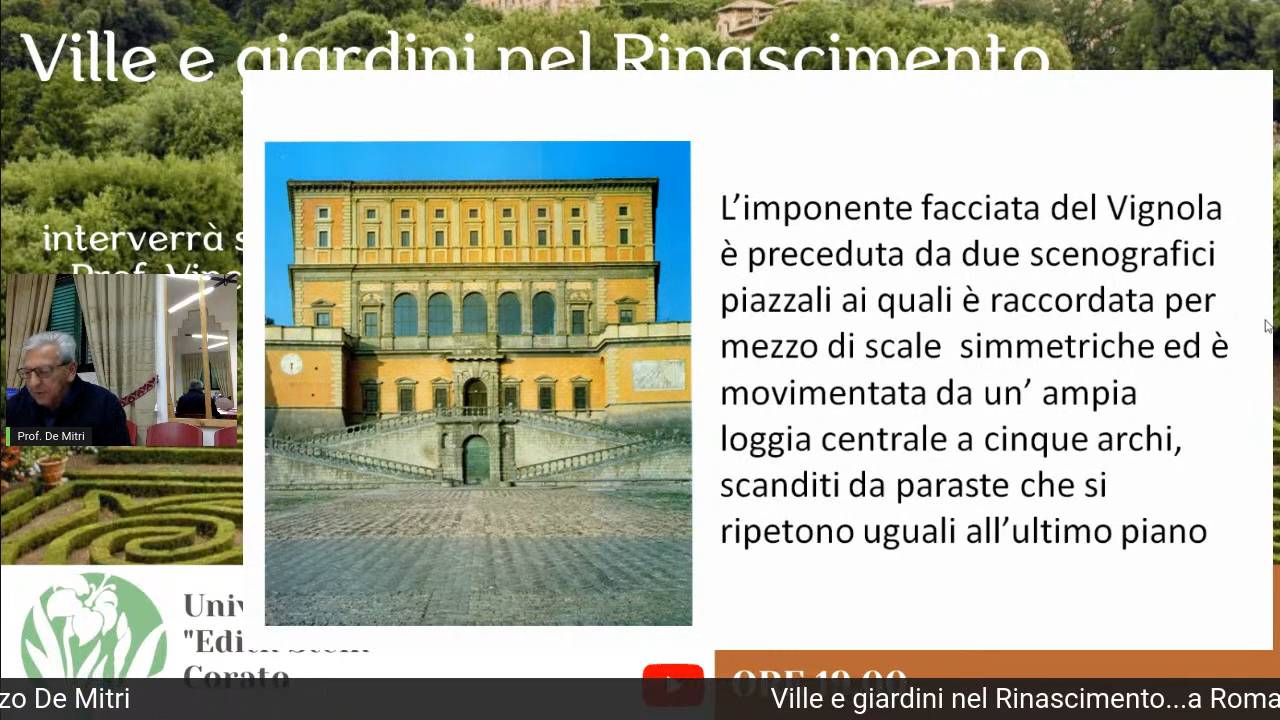 Ville e giardini nel Rinascimento
L’imponente facciata del Vignola
è preceduta da due scenografici
piazzali ai quali è raccordata per
mezzo di scale  simmetriche ed è
movimentata da un’ ampia
loggia centrale a cinque archi,
scanditi da paraste che si
ripetono uguali all’ultimo piano
interverrà s
Prof. Vinc
Prof. De Mitri
Univ
"Edith Stein"
Corato
ORE 19.00
zo De Mitri
Ville e giardini nel Rinascimento...a Roma